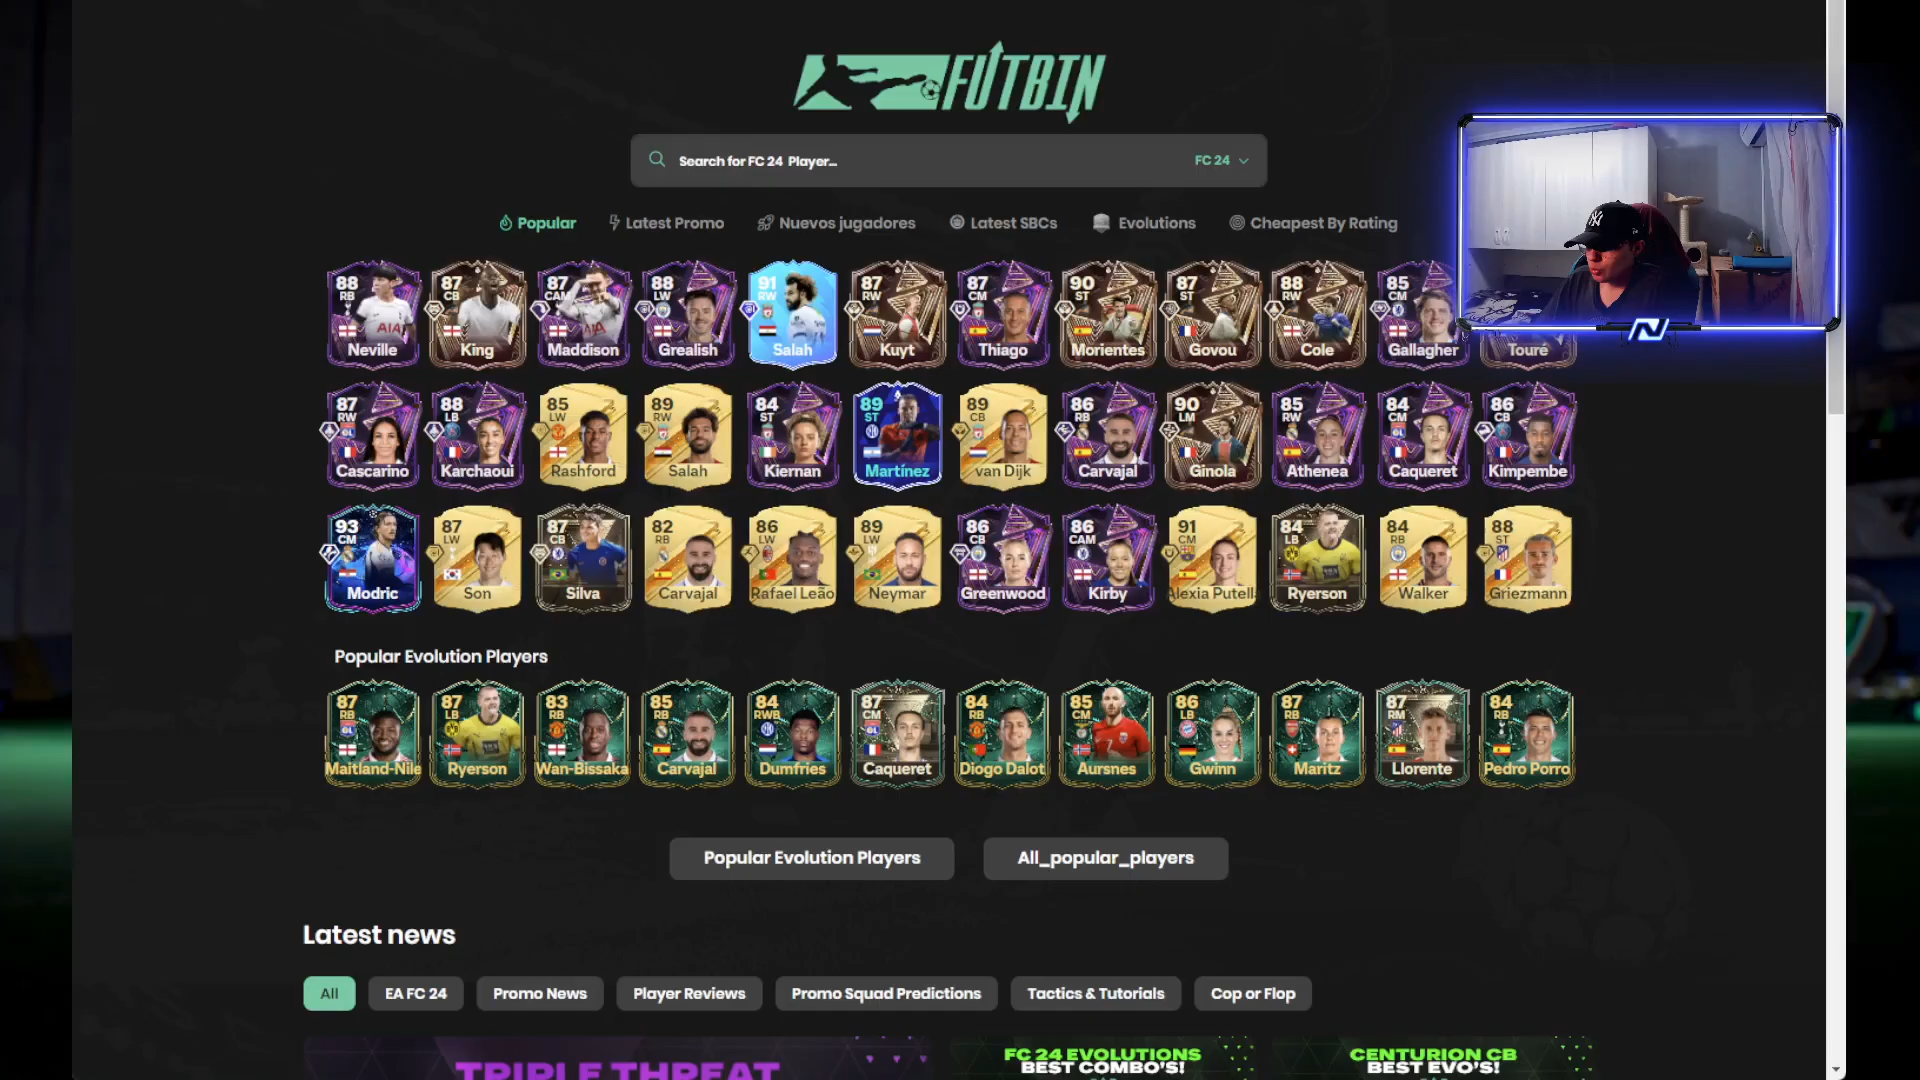 FUTBIN
Search for FC 24 Player...
FC 24
Popular
Latest Promo
Nuevos jugadores
Latest SBCs
Evolutions
Cheapest By Rating
88 RB Neville
87 CB King
87 CAM Maddison
88 LW Grealish
91 RW Salah
87 RW Kuyt
87 CM Thiago
90 ST Morientes
87 ST Govou
88 RW Cole
85 CM Gallagher
Touré
87 RW Cascarino
88 LB Karchaoui
85 LW Rashford
89 RW Salah
84 ST Kiernan
89 ST Martínez
89 CB van Dijk
86 RB Carvajal
90 LM Ginola
85 RW Athenea
84 CM Caqueret
86 CB Kimpembe
93 CM Modric
87 LW Son
87 CB Silva
82 RB Carvajal
86 LW Rafael Leão
89 LW Neymar
86 CB Greenwood
86 CAM Kirby
91 CM Alexia Putell
84 LB Ryerson
84 RB Walker
88 ST Griezmann
Popular Evolution Players
87 RB Maitland-Nile
87 LB Ryerson
83 RB Wan-Bissaka
85 RB Carvajal
84 RWB Dumfries
87 CM Caqueret
84 RB Diogo Dalot
85 CM Aursnes
86 LB Gwinn
87 RB Maritz
87 RM Llorente
84 RB Pedro Porro
Popular Evolution Players
All_popular_players
Latest news
All
EA FC 24
Promo News
Player Reviews
Promo Squad Predictions
Tactics & Tutorials
Cop or Flop
TRIPLE THREAT
FC 24 EVOLUTIONS
BEST COMBO'S!
CENTURION CB
BEST EVO'S!